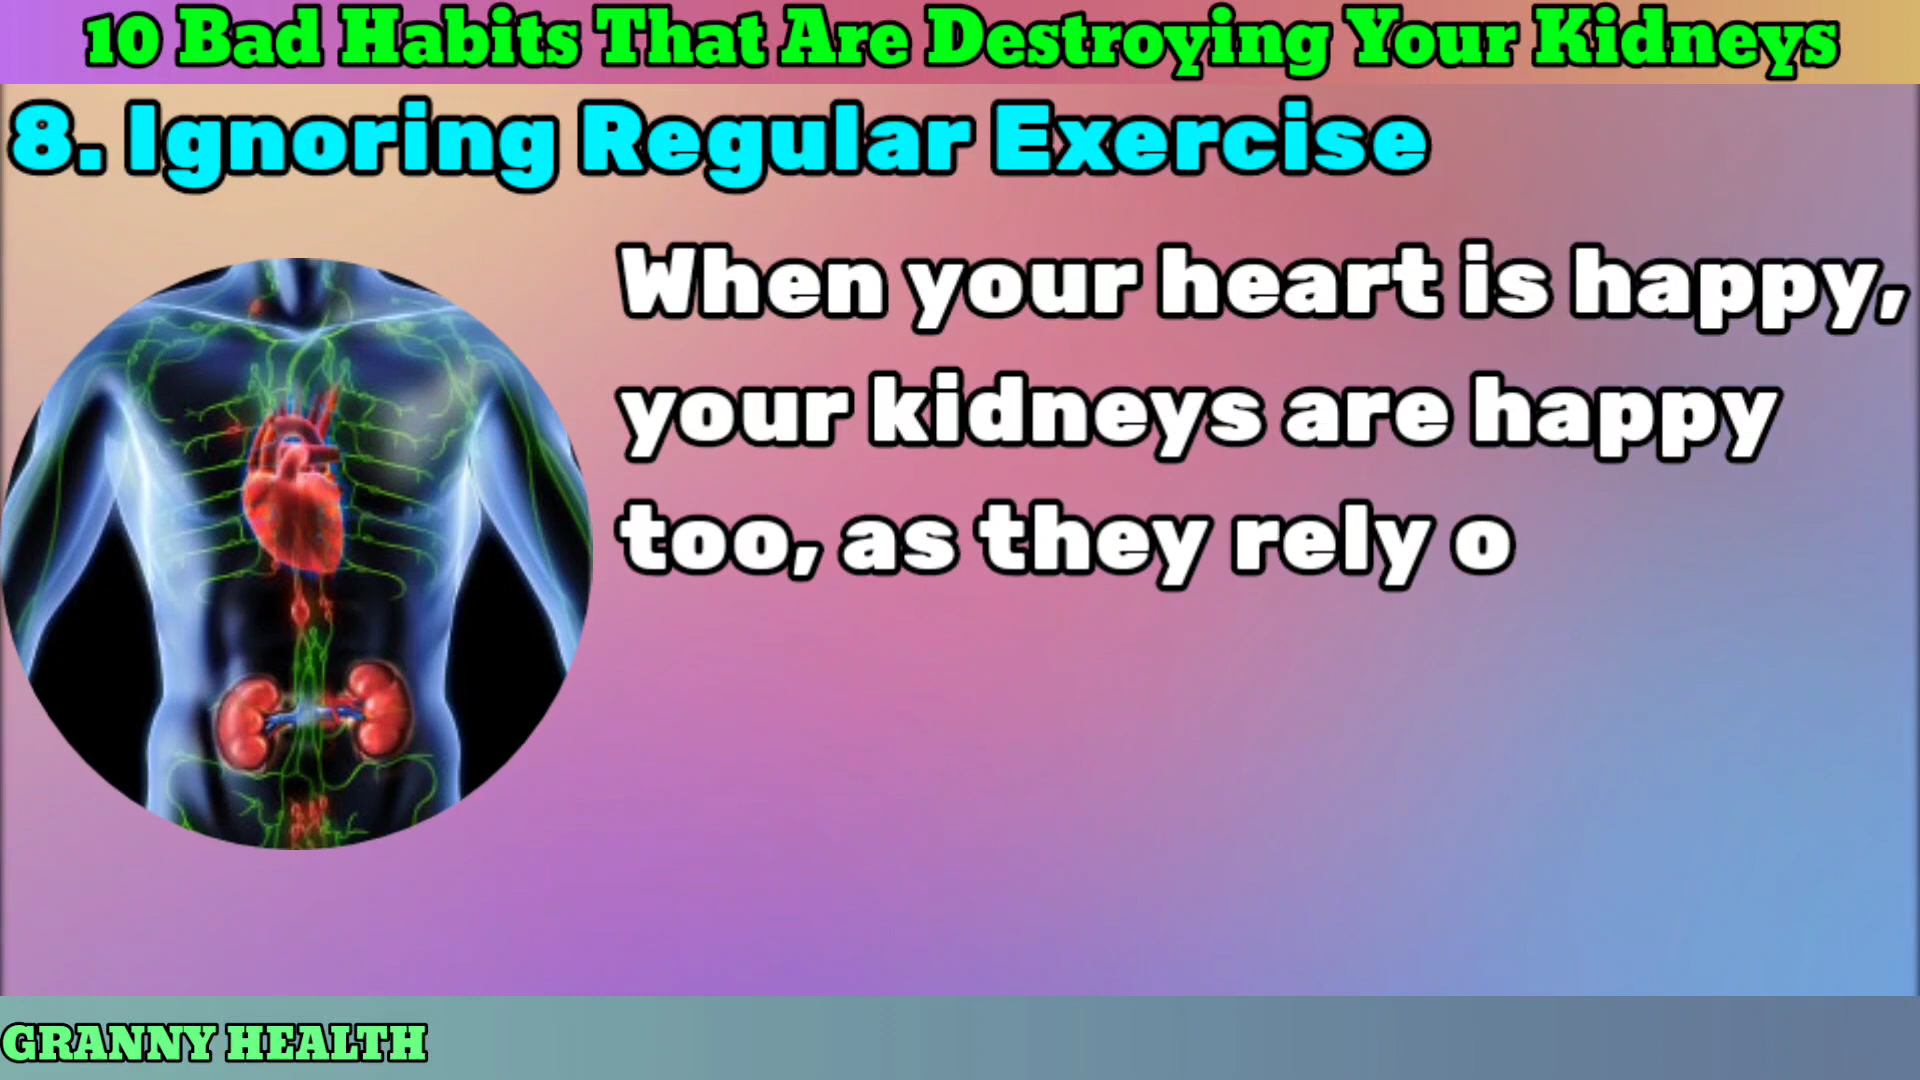 10 Bad Habits That Are Destroying Your Kidneys
8. Ignoring Regular Exercise
When your heart is happy,
your kidneys are happy
too, as they rely o
GRANNY HEALTH